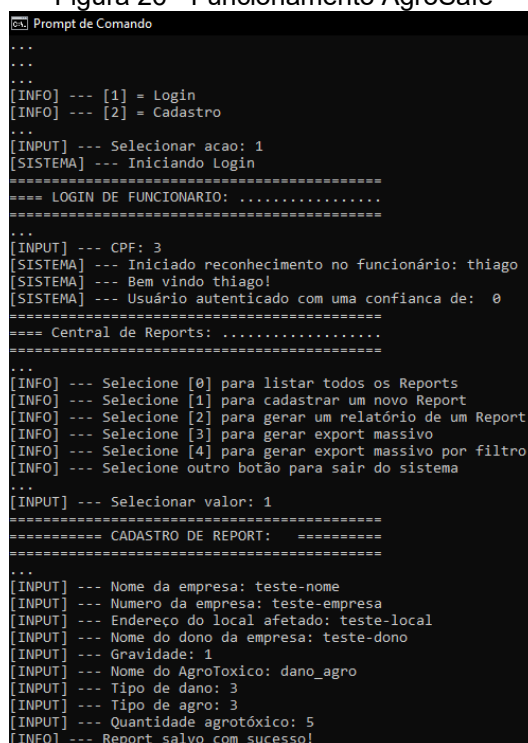 Figura 26 - Funcionamento AgroSafe
Prompt de Comando
...
...
...
[INFO] --- [1] = Login
[INFO] --- [2] = Cadastro
...
[INPUT] --- Selecionar acao: 1
[SISTEMA] --- Iniciando Login
===========================================
==== LOGIN DE FUNCIONARIO: .................
===========================================
...
[INPUT] --- CPF: 3
[SISTEMA] --- Iniciado reconhecimento no funcionário: thiago
[SISTEMA] --- Bem vindo thiago!
[SISTEMA] --- Usuário autenticado com uma confianca de:  0
===========================================
==== Central de Reports: ...................
===========================================
...
[INFO] --- Selecione [0] para listar todos os Reports
[INFO] --- Selecione [1] para cadastrar um novo Report
[INFO] --- Selecione [2] para gerar um relatório de um Report
[INFO] --- Selecione [3] para gerar export massivo
[INFO] --- Selecione [4] para gerar export massivo por filtro
[INFO] --- Selecione outro botão para sair do sistema
...
[INPUT] --- Selecionar valor: 1
===========================================
=========== CADASTRO DE REPORT:   ==========
===========================================
...
[INPUT] --- Nome da empresa: teste-nome
[INPUT] --- Numero da empresa: teste-empresa
[INPUT] --- Endereço do local afetado: teste-local
[INPUT] --- Nome do dono da empresa: teste-dono
[INPUT] --- Gravidade: 1
[INPUT] --- Nome do AgroToxico: dano_agro
[INPUT] --- Tipo de dano: 3
[INPUT] --- Tipo de agro: 3
[INPUT] --- Quantidade agrotóxico: 5
[INFO] --- Report salvo com sucesso!